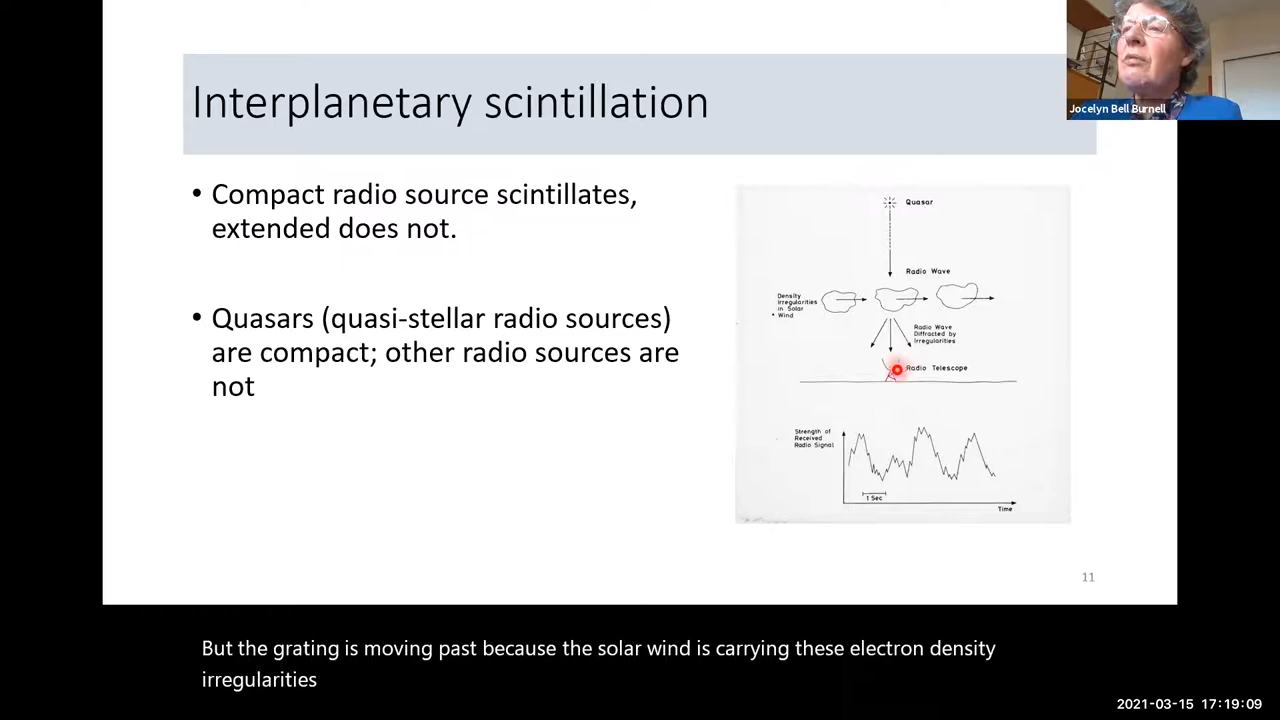 Jocelyn Bell Burnell
Interplanetary scintillation
• Compact radio source scintillates,
extended does not.
• Quasars (quasi-stellar radio sources)
are compact; other radio sources are
not
Quasar
Radio Wave
Density
Irregularities
in Solar
Wind
Radio Wave
Diffracted by
Irregularities
Radio Telescope
Strength of
Received
Radio Signal
1 Sec
Time
11
But the grating is moving past because the solar wind is carrying these electron density
irregularities
2021-03-15 17:19:09